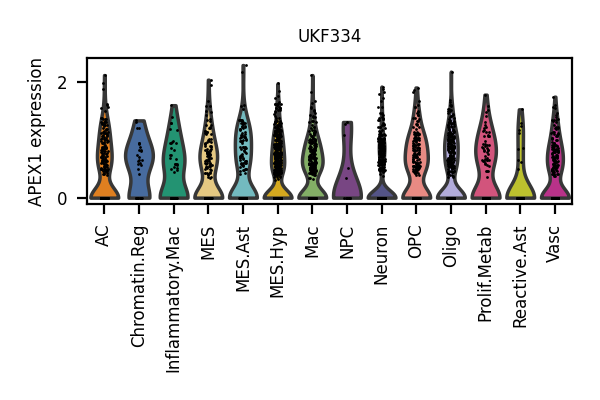 UKF334
APEX1 expression
2
0
AC
Chromatin.Reg
Inflammatory.Mac
MES
MES.Ast
MES.Hyp
Mac
NPC
Neuron
OPC
Oligo
Prolif.Metab
Reactive.Ast
Vasc